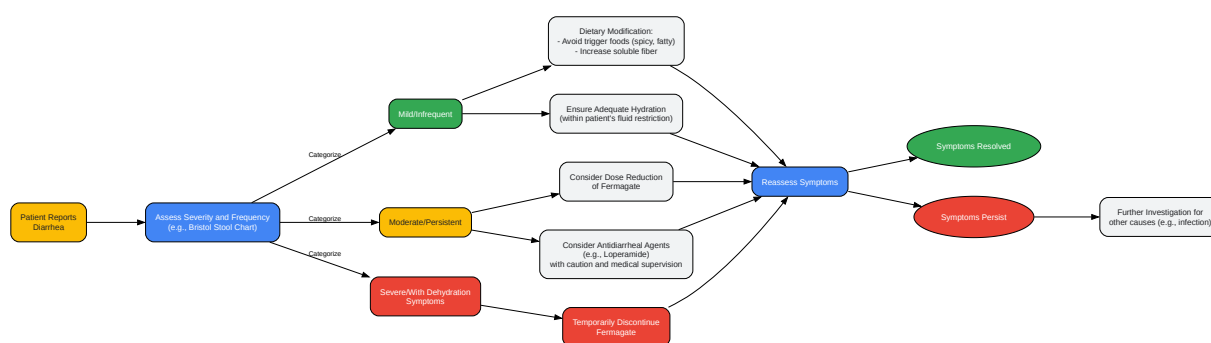 Patient Reports
Diarrhea
Assess Severity and Frequency
(e.g., Bristol Stool Chart)
Categorize
Categorize
Categorize
Mild/Infrequent
Moderate/Persistent
Severe/With Dehydration
Symptoms
Dietary Modification:
- Avoid trigger foods (spicy, fatty)
- Increase soluble fiber
Ensure Adequate Hydration
(within patient's fluid restriction)
Consider Dose Reduction
of Fermagate
Consider Antidiarrheal Agents
(e.g., Loperamide)
with caution and medical supervision
Temporarily Discontinue
Fermagate
Reassess Symptoms
Symptoms Resolved
Symptoms Persist
Further Investigation for
other causes (e.g., infection)